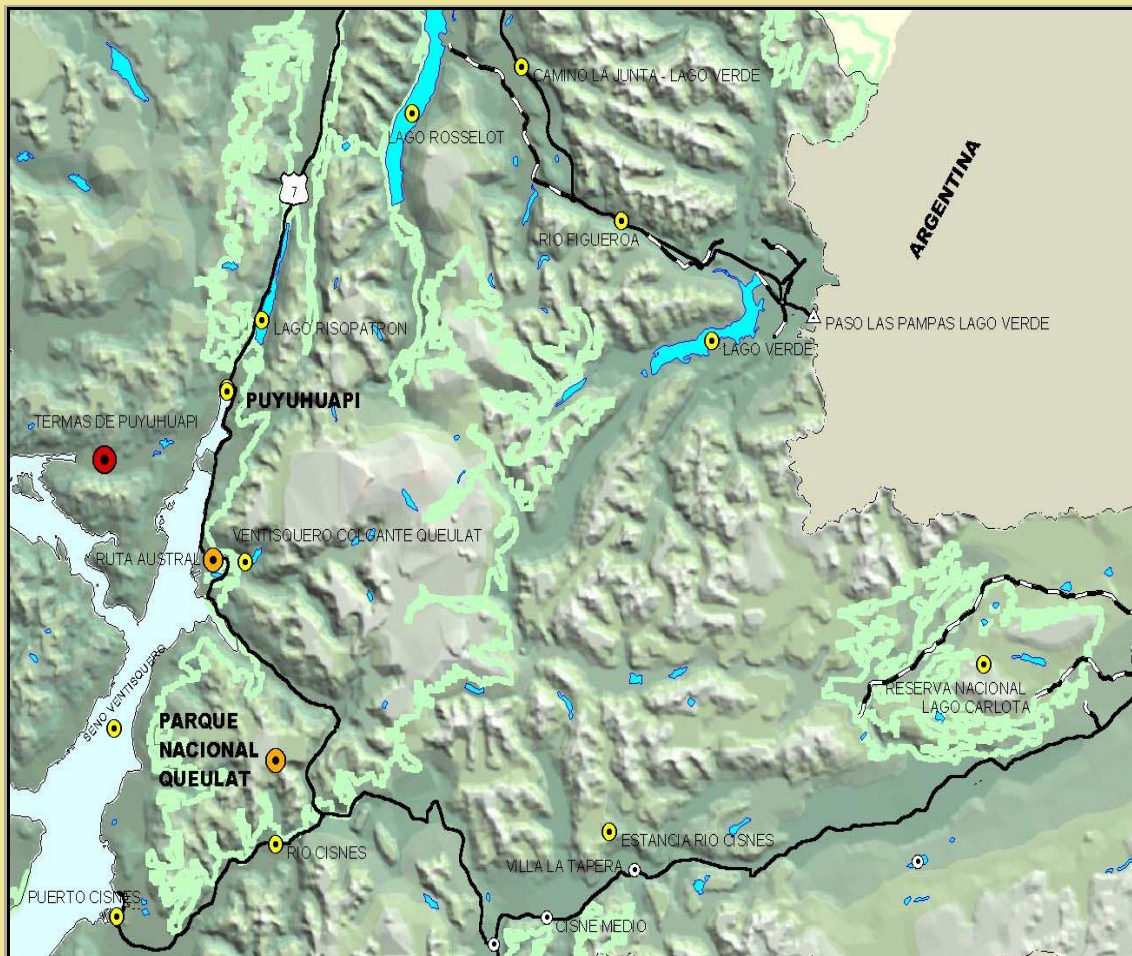 CAMINO LA JUNTA - LAGO VERDE
LAGO ROSSELOT
ARGENTINA
7
RIO FIGUEROA
LAGO RISOPATRON
PASO LAS PAMPAS LAGO VERDE
LAGO VERDE
PUYUHUAPI
TERMAS DE PUYUHUAPI
VENTISQUERO COLGANTE QUEULAT
RUTA AUSTRAL
SENO VENTISQUERO
RESERVA NACIONAL
LAGO CARLOTA
PARQUE
NACIONAL
QUEULAT
ESTANCIA RIO CISNES
RIO CISNES
VILLA LA TAPERA
PUERTO CISNES
CISNE MEDIO